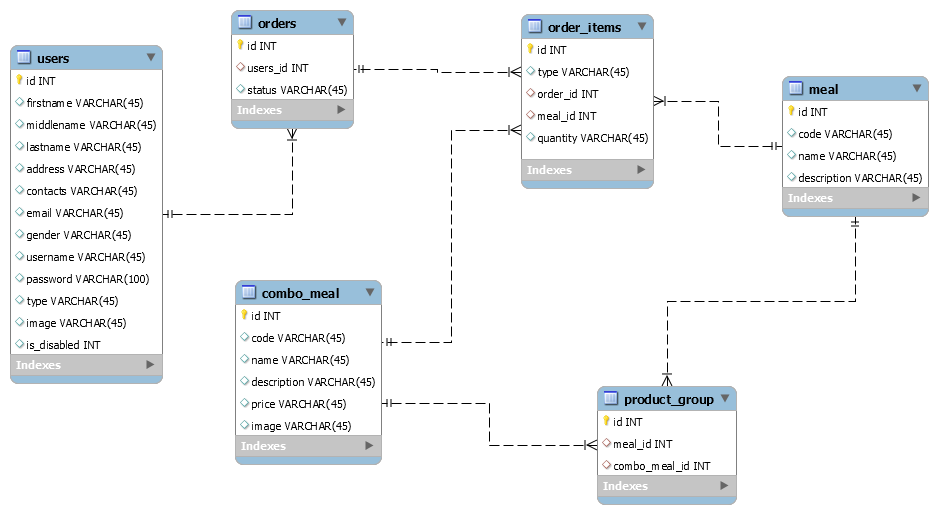 users
id INT
firstname VARCHAR(45)
middlename VARCHAR(45)
lastname VARCHAR(45)
address VARCHAR(45)
contacts VARCHAR(45)
email VARCHAR(45)
gender VARCHAR(45)
username VARCHAR(45)
password VARCHAR(100)
type VARCHAR(45)
image VARCHAR(45)
is_disabled INT
Indexes
orders
id INT
users_id INT
status VARCHAR(45)
Indexes
order_items
id INT
type VARCHAR(45)
order_id INT
meal_id INT
quantity VARCHAR(45)
Indexes
meal
id INT
code VARCHAR(45)
name VARCHAR(45)
description VARCHAR(45)
Indexes
combo_meal
id INT
code VARCHAR(45)
name VARCHAR(45)
description VARCHAR(45)
price VARCHAR(45)
image VARCHAR(45)
Indexes
product_group
id INT
meal_id INT
combo_meal_id INT
Indexes